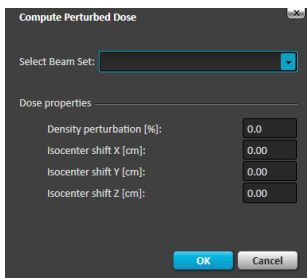 Compute Perturbed Dose
Select Beam Set:
Dose properties
Density perturbation [%]: 0.0
Isocenter shift X [cm]: 0.00
Isocenter shift Y [cm]: 0.00
Isocenter shift Z [cm]: 0.00
OK Cancel